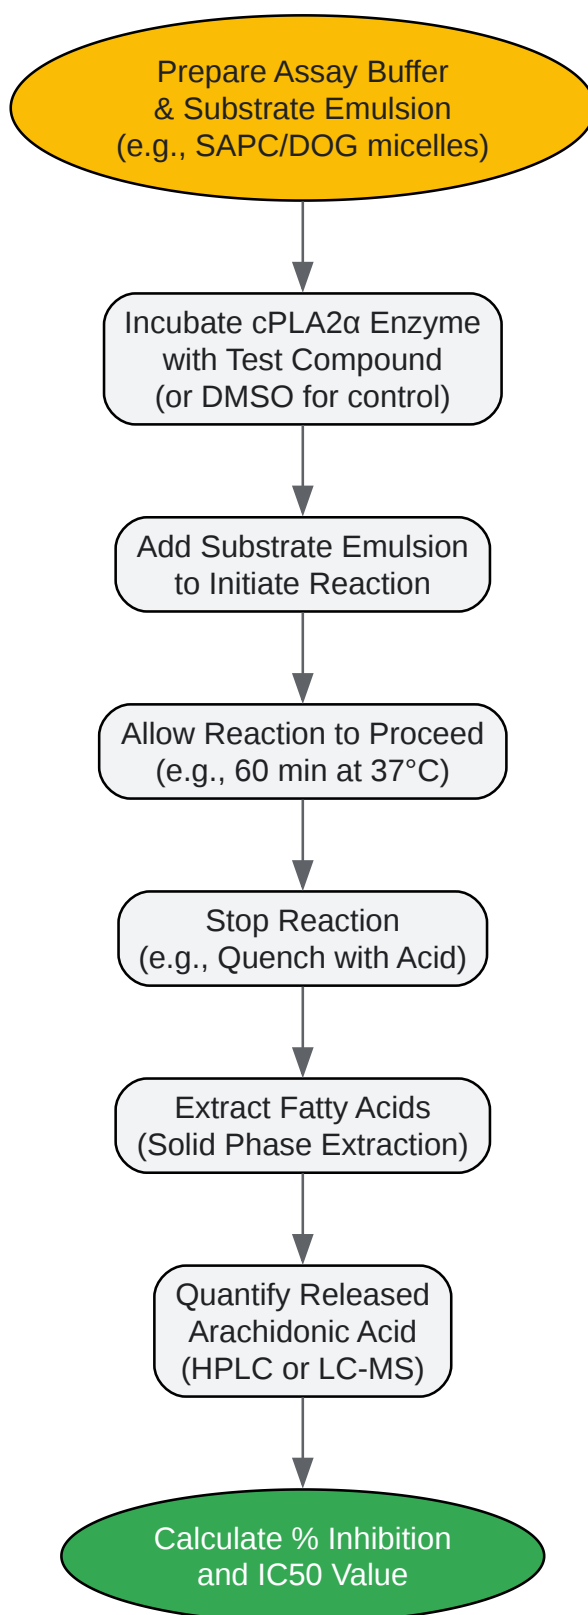 Prepare Assay Buffer
& Substrate Emulsion
(e.g., SAPC/DOG micelles)
Incubate cPLA2α Enzyme
with Test Compound
(or DMSO for control)
Add Substrate Emulsion
to Initiate Reaction
Allow Reaction to Proceed
(e.g., 60 min at 37°C)
Stop Reaction
(e.g., Quench with Acid)
Extract Fatty Acids
(Solid Phase Extraction)
Quantify Released
Arachidonic Acid
(HPLC or LC-MS)
Calculate % Inhibition
and IC50 Value